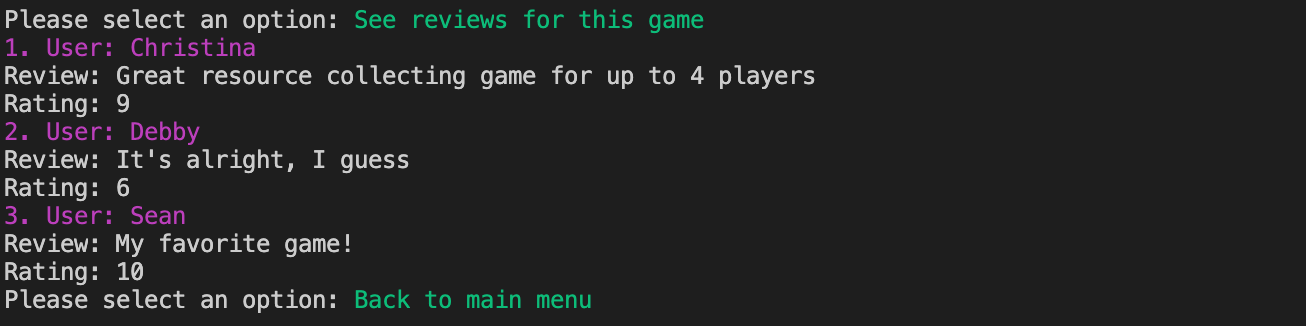 Please select an option: See reviews for this game
1. User: Christina
Review: Great resource collecting game for up to 4 players
Rating: 9
2. User: Debby
Review: It's alright, I guess
Rating: 6
3. User: Sean
Review: My favorite game!
Rating: 10
Please select an option: Back to main menu